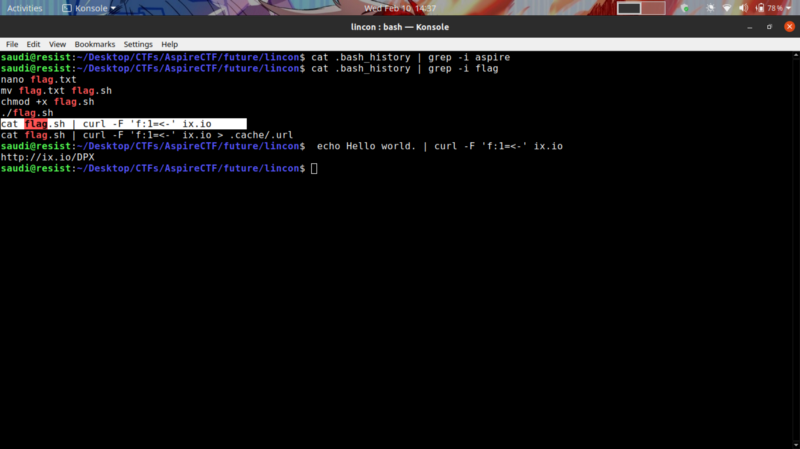 Activities Konsole Wed Feb 10, 14:37 78 %
lincon : bash — Konsole
File Edit View Bookmarks Settings Help
saudi@resist:~/Desktop/CTFs/AspireCTF/future/lincon$ cat .bash_history | grep -i aspire
saudi@resist:~/Desktop/CTFs/AspireCTF/future/lincon$ cat .bash_history | grep -i flag
nano flag.txt
mv flag.txt flag.sh
chmod +x flag.sh
./flag.sh
cat flag.sh | curl -F 'f:1=<-' ix.io
cat flag.sh | curl -F 'f:1=<-' ix.io > .cache/.url
saudi@resist:~/Desktop/CTFs/AspireCTF/future/lincon$  echo Hello world. | curl -F 'f:1=<-' ix.io
http://ix.io/DPX
saudi@resist:~/Desktop/CTFs/AspireCTF/future/lincon$